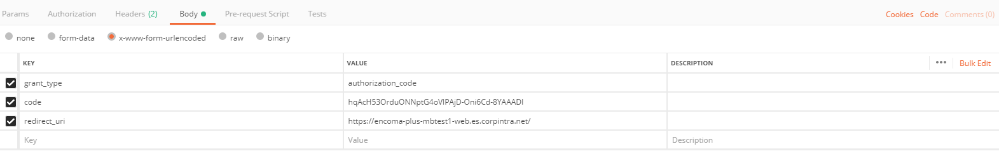 Params Authorization Headers (2) Body Pre-request Script Tests Cookies Code Comments (0)
none form-data x-www-form-urlencoded raw binary
KEY VALUE DESCRIPTION ••• Bulk Edit
grant_type authorization_code
code hqAcH53OrduONNptG4oVIPAjD-Oni6Cd-8YAAADI
redirect_uri https://encoma-plus-mbtest1-web.es.corpintra.net/
Key Value Description